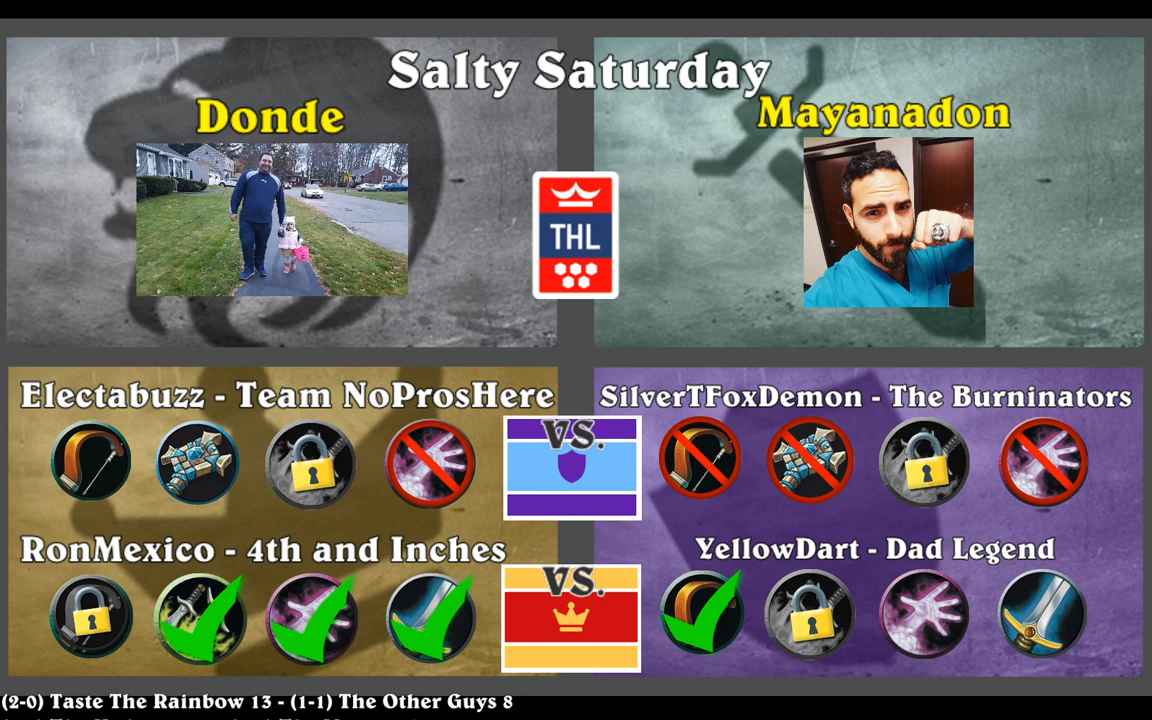 Salty Saturday
Donde
Mayanadon
THL
Electabuzz - Team NoProsHere
VS.
SilverTFoxDemon - The Burninators
RonMexico - 4th and Inches
VS.
YellowDart - Dad Legend
(2-0) Taste The Rainbow 13 - (1-1) The Other Guys 8